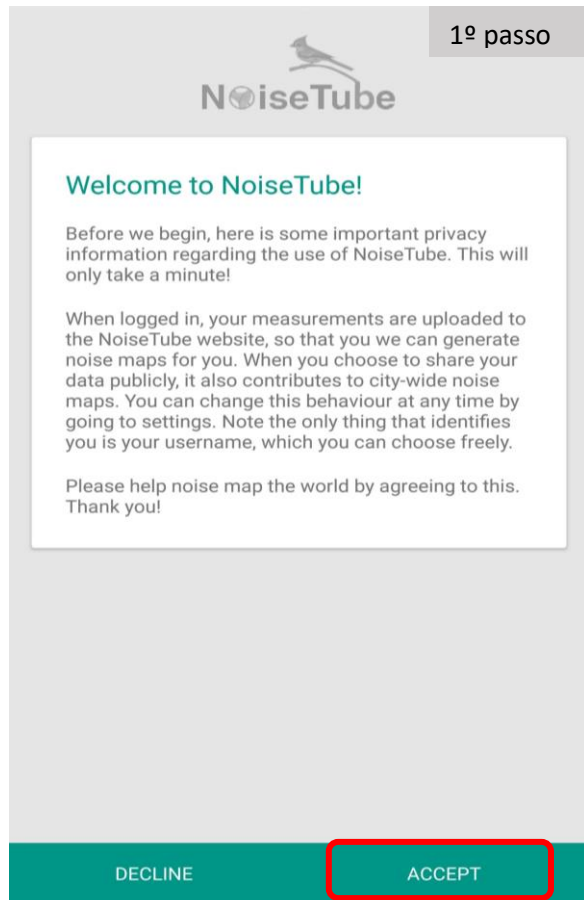 1º passo
NoiseTube
Welcome to NoiseTube!
Before we begin, here is some important privacy
information regarding the use of NoiseTube. This will
only take a minute!
When logged in, your measurements are uploaded to
the NoiseTube website, so that you we can generate
noise maps for you. When you choose to share your
data publicly, it also contributes to city-wide noise
maps. You can change this behaviour at any time by
going to settings. Note the only thing that identifies
you is your username, which you can choose freely.
Please help noise map the world by agreeing to this.
Thank you!
DECLINE
ACCEPT